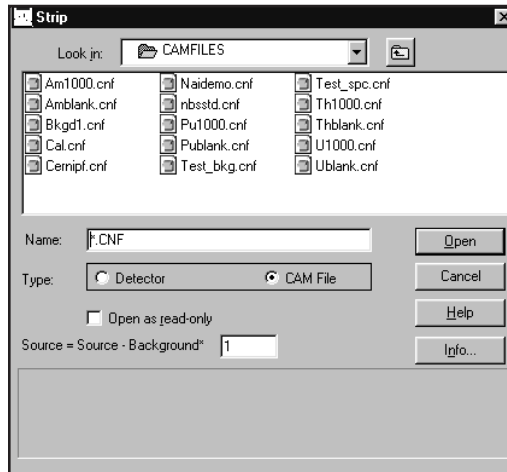 Strip
Look in: CAMFILES
Am1000.cnf Naidemo.cnf Test_spc.cnf
Amblank.cnf nbsstd.cnf Th1000.cnf
Bkgd1.cnf Pu1000.cnf Thblank.cnf
Cal.cnf Publank.cnf U1000.cnf
Cernipf.cnf Test_bkg.cnf Ublank.cnf
Name: *.CNF Open
Type: Detector CAM File Cancel
Open as read-only Help
Source = Source - Background* 1 Info...